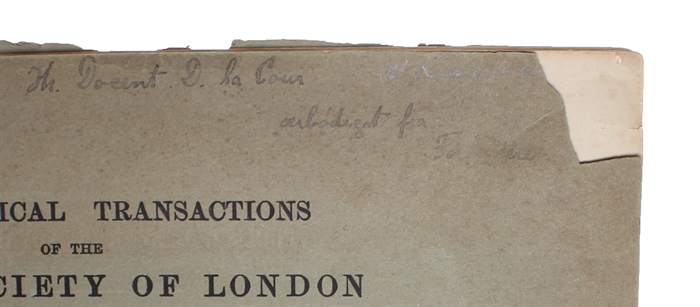 Hr. Docent D. la Cour
ærbødigst fra
ICAL TRANSACTIONS
OF THE
CIETY OF LONDON